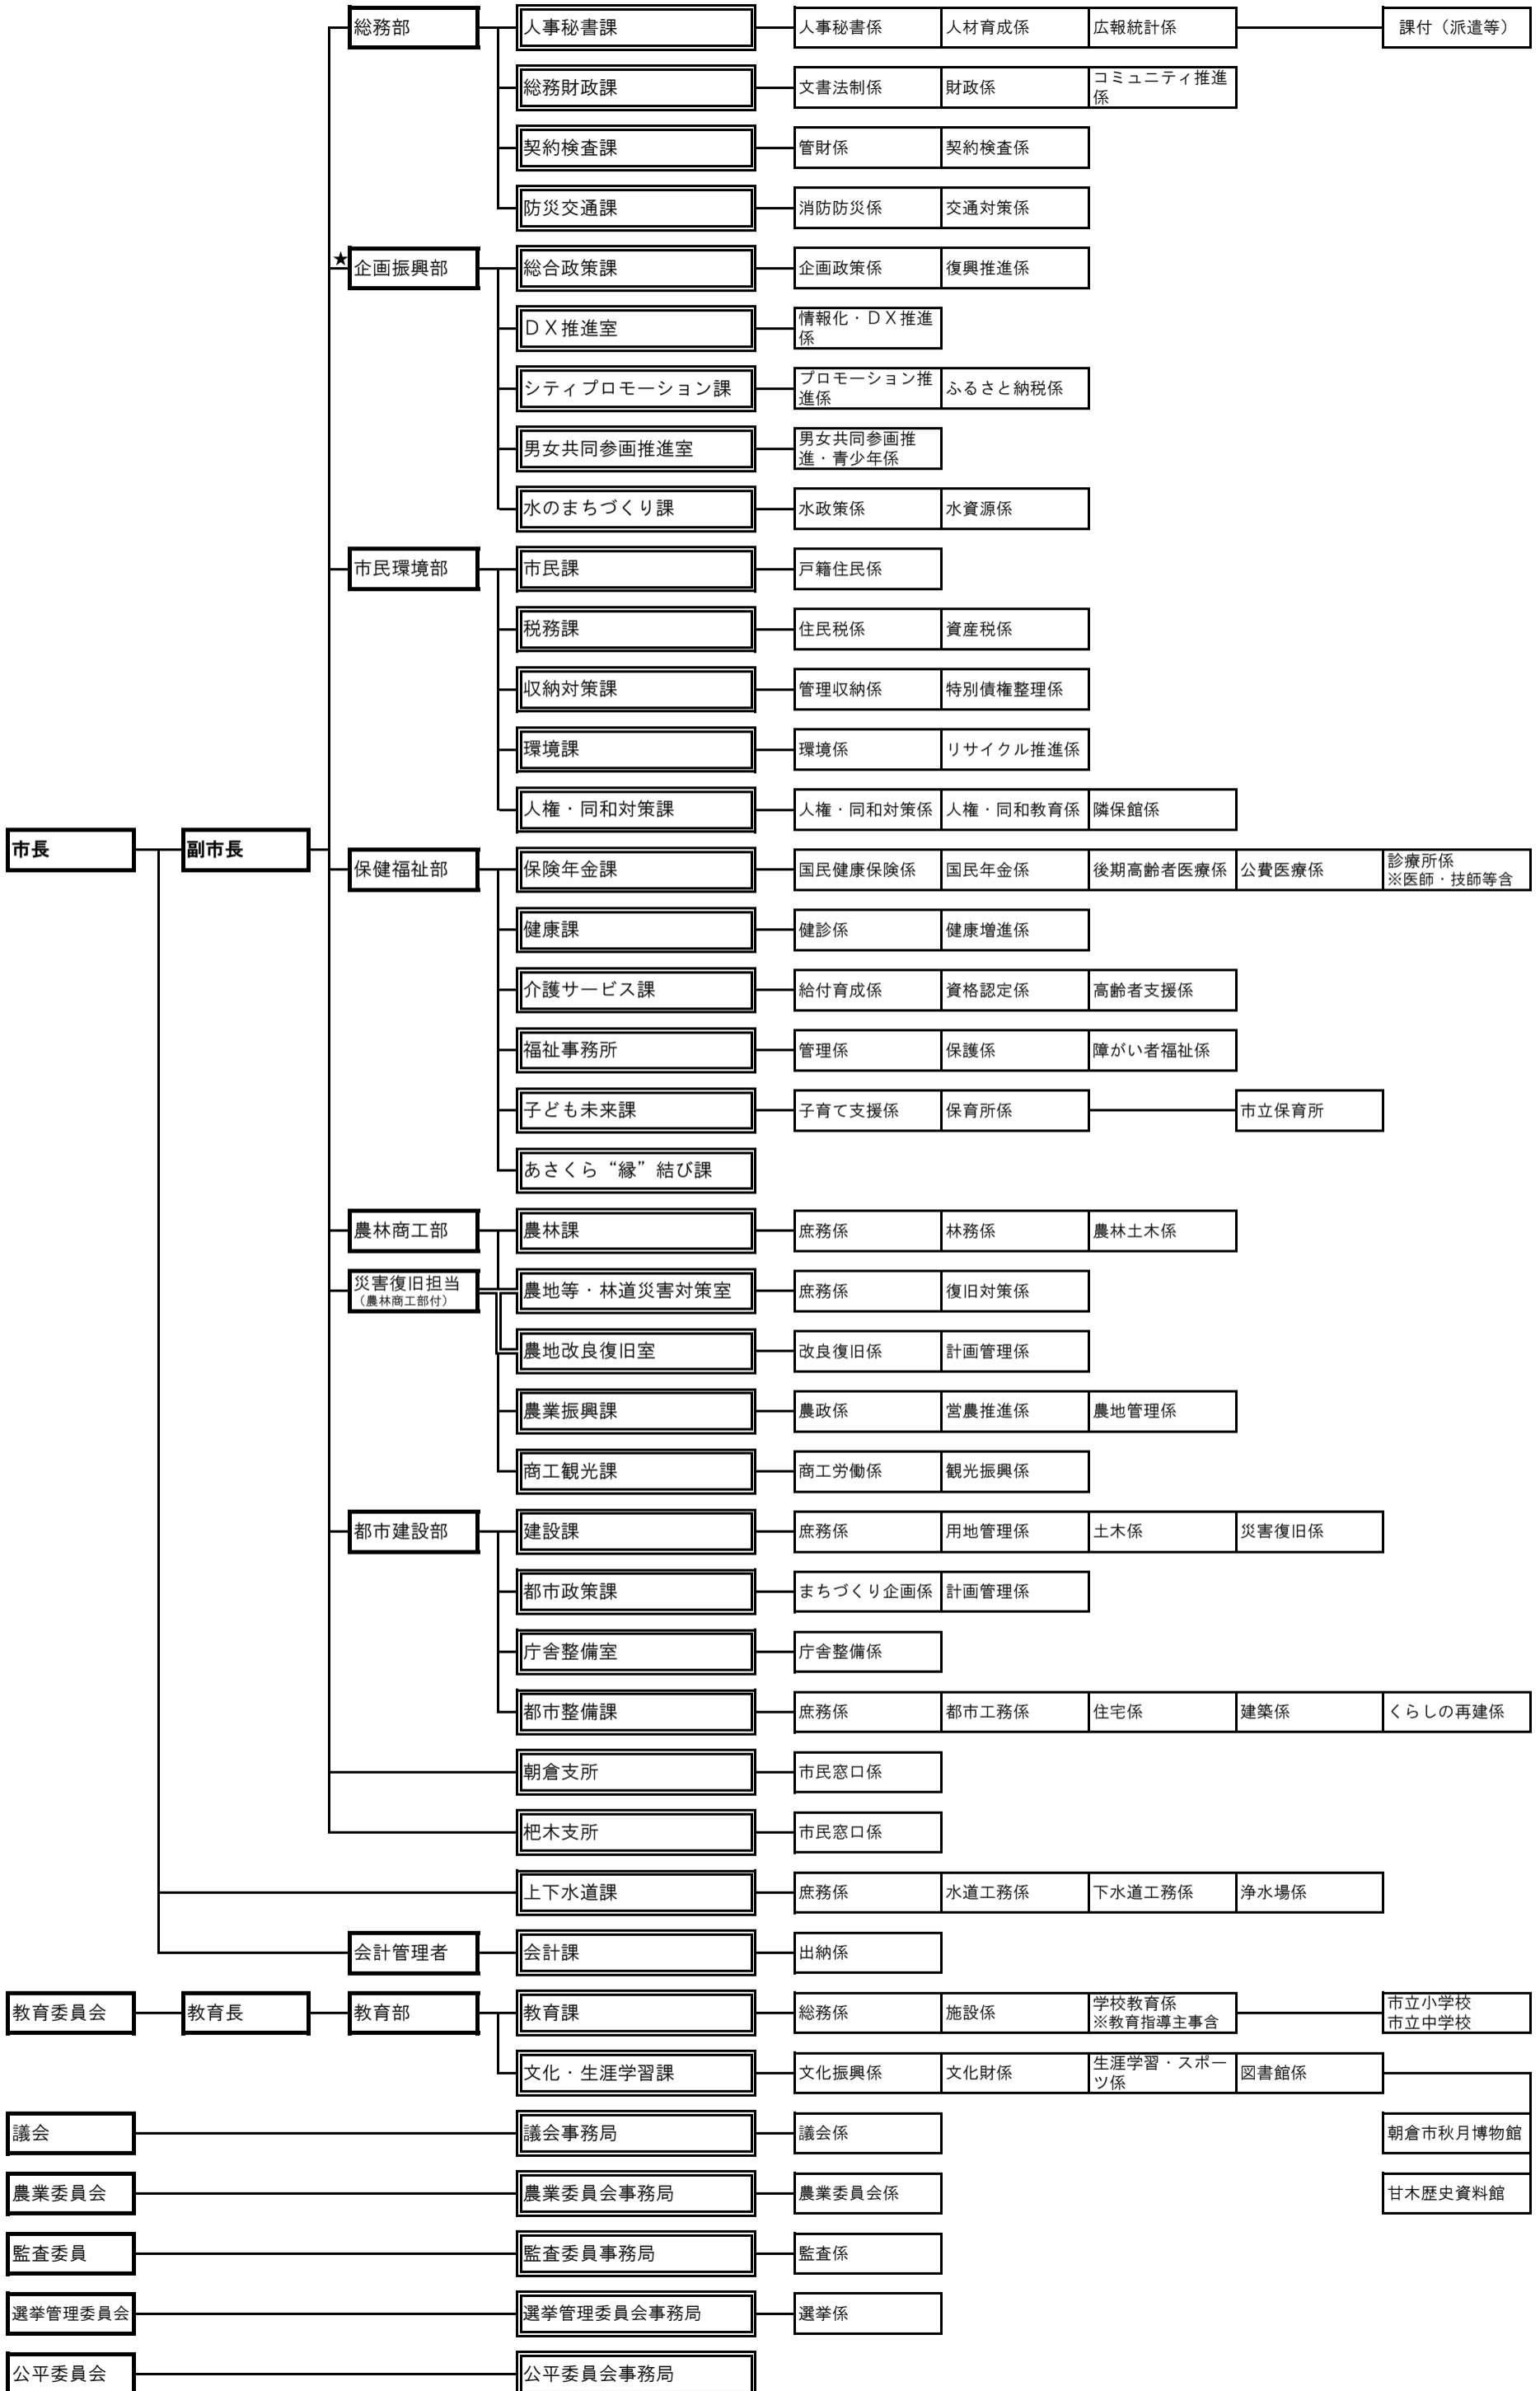 総務部
人事秘書課
人事秘書係
人材育成係
広報統計係
課付（派遣等）
総務財政課
文書法制係
財政係
コミュニティ推進
係
契約検査課
管財係
契約検査係
防災交通課
消防防災係
交通対策係
★
企画振興部
総合政策課
企画政策係
復興推進係
ＤＸ推進室
情報化・ＤＸ推進
係
シティプロモーション課
プロモーション推
進係
ふるさと納税係
男女共同参画推進室
男女共同参画推
進・青少年係
水のまちづくり課
水政策係
水資源係
市民環境部
市民課
戸籍住民係
税務課
住民税係
資産税係
収納対策課
管理収納係
特別債権整理係
環境課
環境係
リサイクル推進係
人権・同和対策課
人権・同和対策係
人権・同和教育係
隣保館係
市長
副市長
保健福祉部
保険年金課
国民健康保険係
国民年金係
後期高齢者医療係
公費医療係
診療所係
※医師・技師等含
健康課
健診係
健康増進係
介護サービス課
給付育成係
資格認定係
高齢者支援係
福祉事務所
管理係
保護係
障がい者福祉係
子ども未来課
子育て支援係
保育所係
市立保育所
あさくら“縁”結び課
農林商工部
農林課
庶務係
林務係
農林土木係
災害復旧担当
（農林商工部付）
農地等・林道災害対策室
庶務係
復旧対策係
農地改良復旧室
改良復旧係
計画管理係
農業振興課
農政係
営農推進係
農地管理係
商工観光課
商工労働係
観光振興係
都市建設部
建設課
庶務係
用地管理係
土木係
災害復旧係
都市政策課
まちづくり企画係
計画管理係
庁舎整備室
庁舎整備係
都市整備課
庶務係
都市工務係
住宅係
建築係
くらしの再建係
朝倉支所
市民窓口係
杷木支所
市民窓口係
上下水道課
庶務係
水道工務係
下水道工務係
浄水場係
会計管理者
会計課
出納係
教育委員会
教育長
教育部
教育課
総務係
施設係
学校教育係
※教育指導主事含
市立小学校
市立中学校
文化・生涯学習課
文化振興係
文化財係
生涯学習・スポー
ツ係
図書館係
議会
議会事務局
議会係
朝倉市秋月博物館
農業委員会
農業委員会事務局
農業委員会係
甘木歴史資料館
監査委員
監査委員事務局
監査係
選挙管理委員会
選挙管理委員会事務局
選挙係
公平委員会
公平委員会事務局